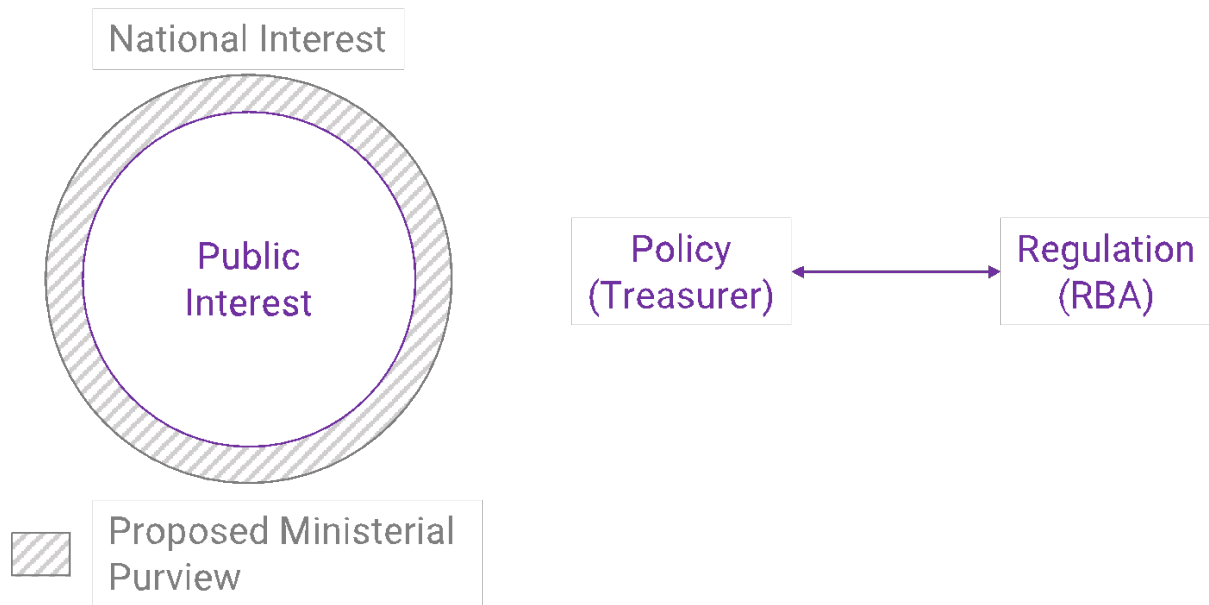 National Interest
Public
Interest
Policy
(Treasurer)
Regulation
(RBA)
Proposed Ministerial
Purview